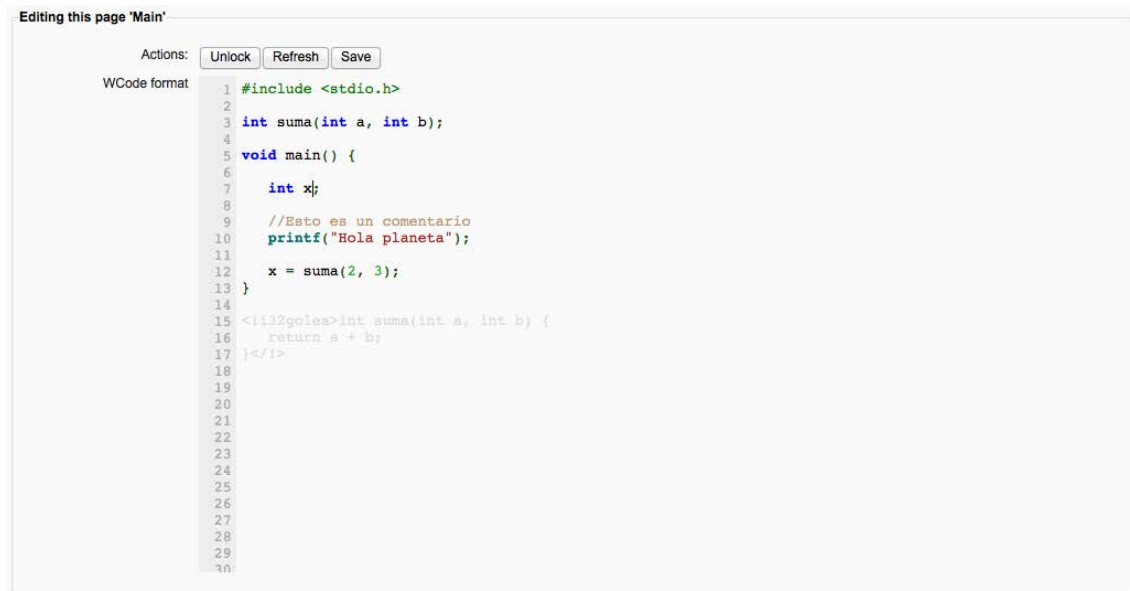 Editing this page 'Main'
Actions: Unlock Refresh Save
WCode format
1 #include <stdio.h>
2
3 int suma(int a, int b);
4
5 void main() {
6
7 int x;
8
9 //Esto es un comentario
10 printf("Hola planeta");
11
12 x = suma(2, 3);
13 }
14
15 <!i32golea>int suma(int a, int b) {
16 return a + b;
17 }</!>
18
19
20
21
22
23
24
25
26
27
28
29
30